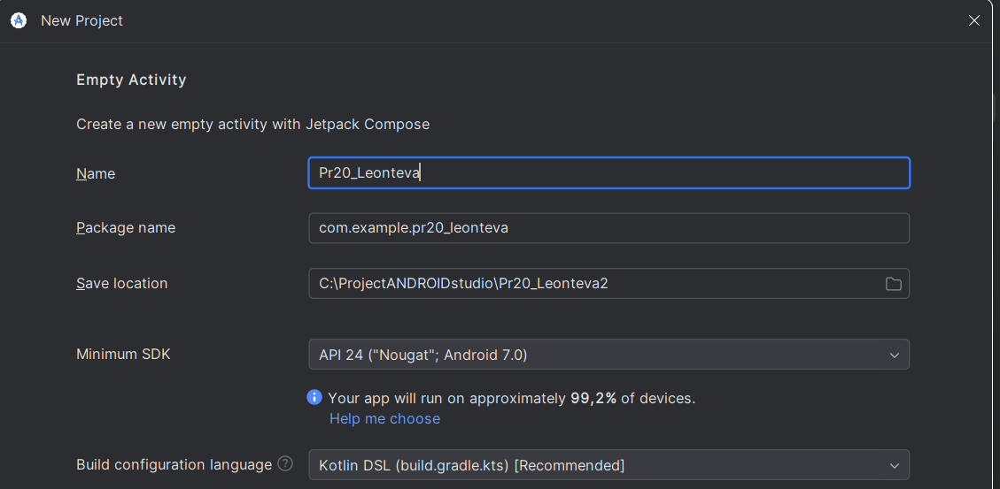 New Project
Empty Activity
Create a new empty activity with Jetpack Compose
Name Pr20_Leonteva
Package name com.example.pr20_leonteva
Save location C:\ProjectANDROIDstudio\Pr20_Leonteva2
Minimum SDK API 24 ("Nougat"; Android 7.0)
Your app will run on approximately 99,2% of devices.
Help me choose
Build configuration language ? Kotlin DSL (build.gradle.kts) [Recommended]